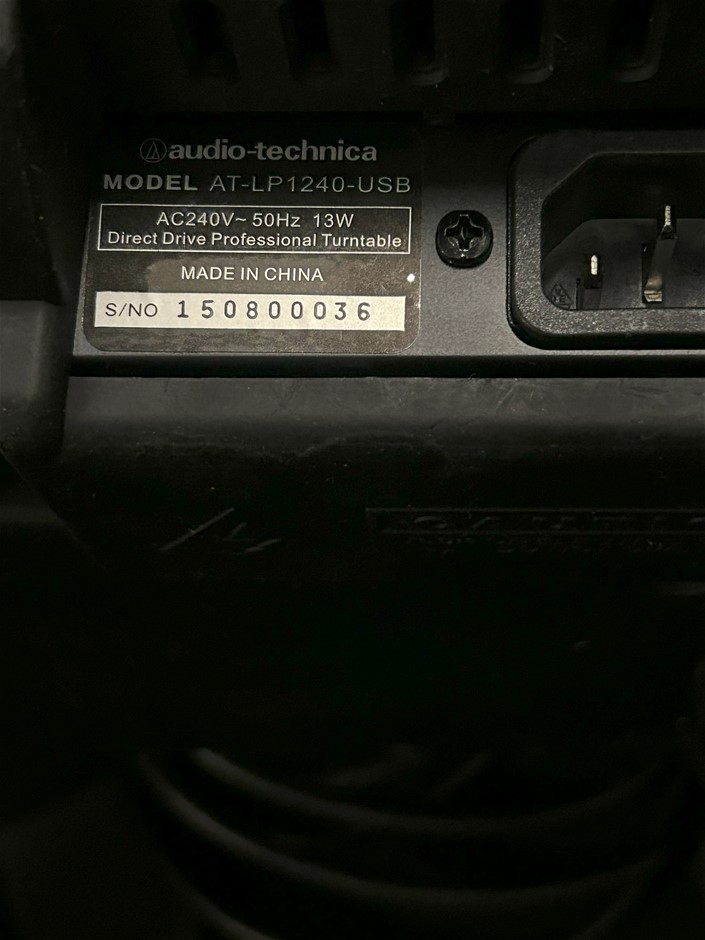 audio-technica
MODEL AT-LP1240-USB
AC240V~ 50Hz 13W
Direct Drive Professional Turntable
MADE IN CHINA
S/NO 150800036